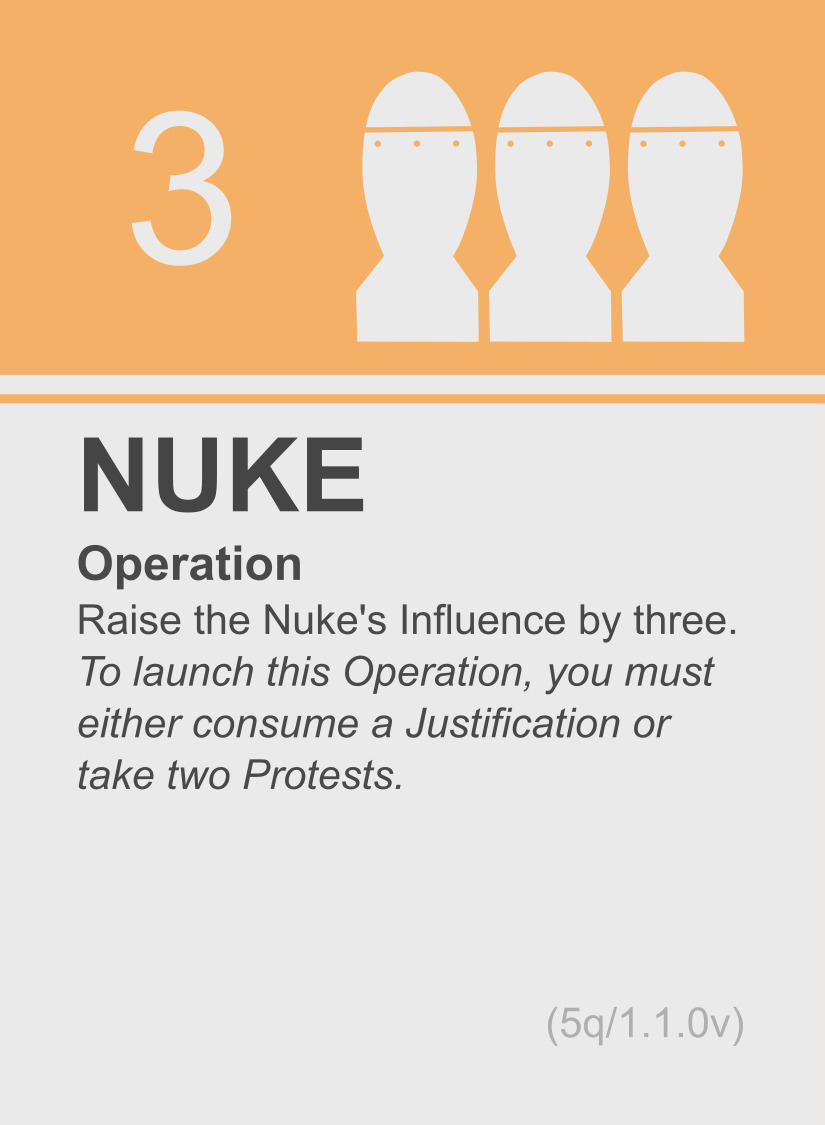 3
NUKE
Operation
Raise the Nuke's Influence by three.
To launch this Operation, you must
either consume a Justification or
take two Protests.
(5q/1.1.0v)